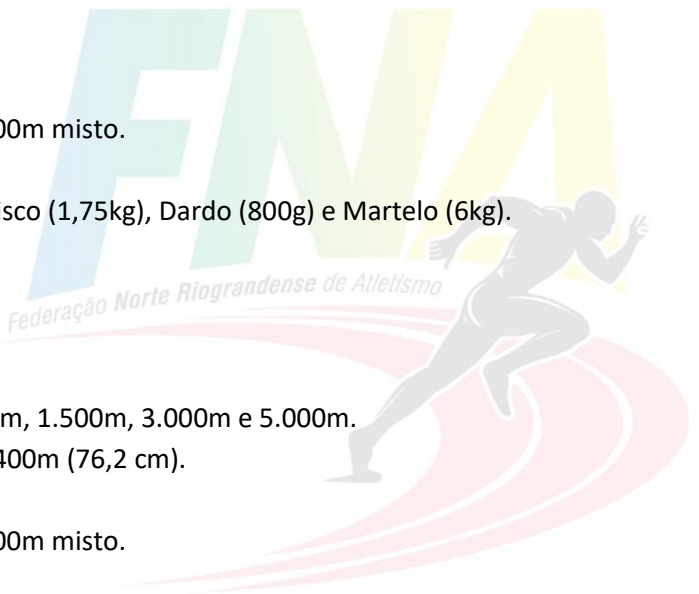 FNA
00m misto.
isco (1,75kg), Dardo (800g) e Martelo (6kg).
Federação Norte Riograndense de Atletismo
m, 1.500m, 3.000m e 5.000m.
400m (76,2 cm).
00m misto.